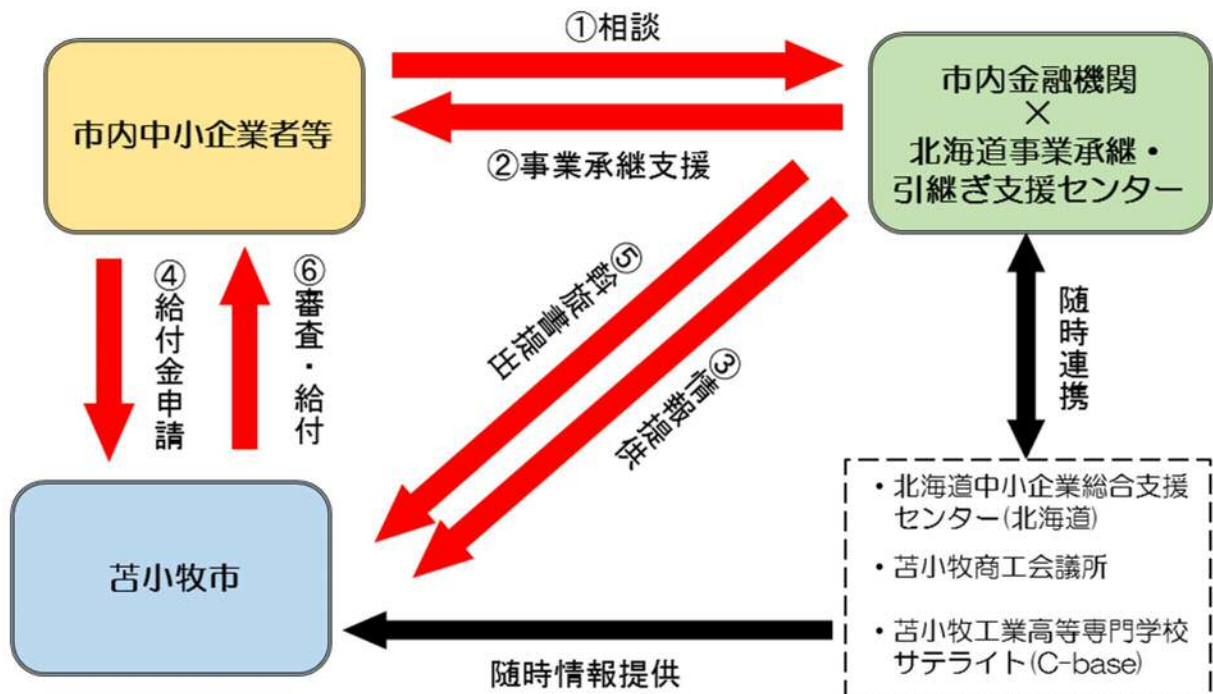 ①相談
市内中小企業者等
市内金融機関
×
北海道事業承継・
引継ぎ支援センター
②事業承継支援
④給付金申請
⑥審査・給付
⑤斡旋書提出
③情報提供
随時連携
苫小牧市
・北海道中小企業総合支援
センター(北海道)
・苫小牧商工会議所
・苫小牧工業高等専門学校
サテライト(C-base)
随時情報提供